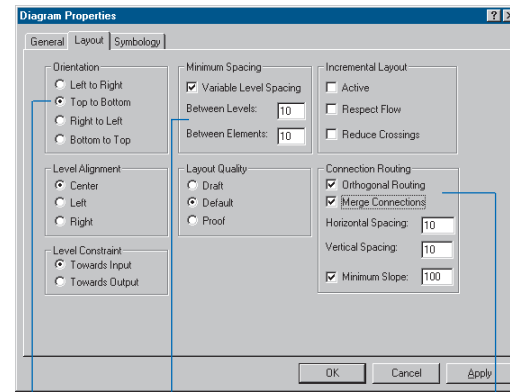 Diagram Properties
General Layout Symbology
Orientation
Left to Right
Top to Bottom
Right to Left
Bottom to Top
Minimum Spacing
Variable Level Spacing
Between Levels: 10
Between Elements: 10
Incremental Layout
Active
Respect Flow
Reduce Crossings
Level Alignment
Center
Left
Right
Layout Quality
Draft
Default
Proof
Connection Routing
Orthogonal Routing
Merge Connections
Horizontal Spacing: 10
Vertical Spacing: 10
Minimum Slope: 100
Level Constraint
Towards Input
Towards Output
OK Cancel Apply